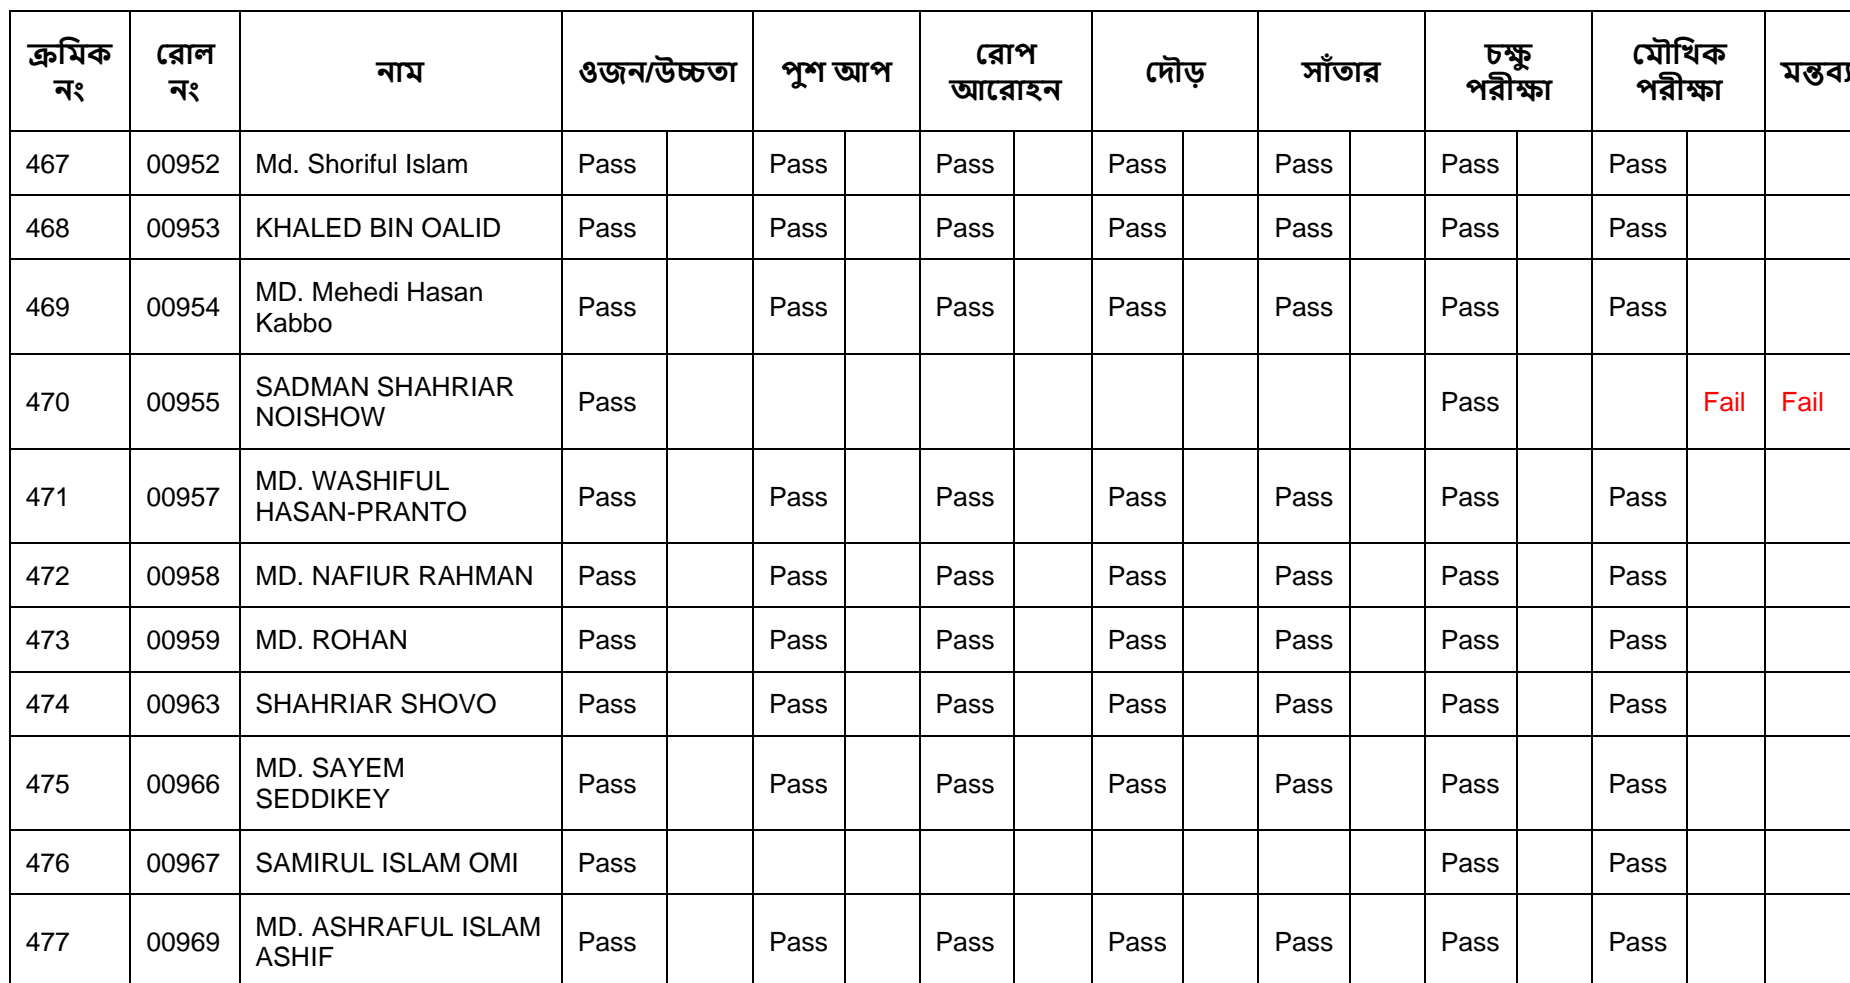 ক্রমিক নং রোল নং নাম ওজন/উচ্চতা পুশ আপ রোপ আরোহন দৌড় সাঁতার চক্ষু পরীক্ষা মৌখিক পরীক্ষা মন্তব্য
467 00952 Md. Shoriful Islam Pass Pass Pass Pass Pass Pass Pass
468 00953 KHALED BIN OALID Pass Pass Pass Pass Pass Pass Pass
469 00954 MD. Mehedi Hasan Kabbo Pass Pass Pass Pass Pass Pass Pass
470 00955 SADMAN SHAHRIAR NOISHOW Pass Pass Fail Fail
471 00957 MD. WASHIFUL HASAN-PRANTO Pass Pass Pass Pass Pass Pass Pass
472 00958 MD. NAFIUR RAHMAN Pass Pass Pass Pass Pass Pass Pass
473 00959 MD. ROHAN Pass Pass Pass Pass Pass Pass Pass
474 00963 SHAHRIAR SHOVO Pass Pass Pass Pass Pass Pass Pass
475 00966 MD. SAYEM SEDDIKEY Pass Pass Pass Pass Pass Pass Pass
476 00967 SAMIRUL ISLAM OMI Pass Pass Pass
477 00969 MD. ASHRAFUL ISLAM ASHIF Pass Pass Pass Pass Pass Pass Pass